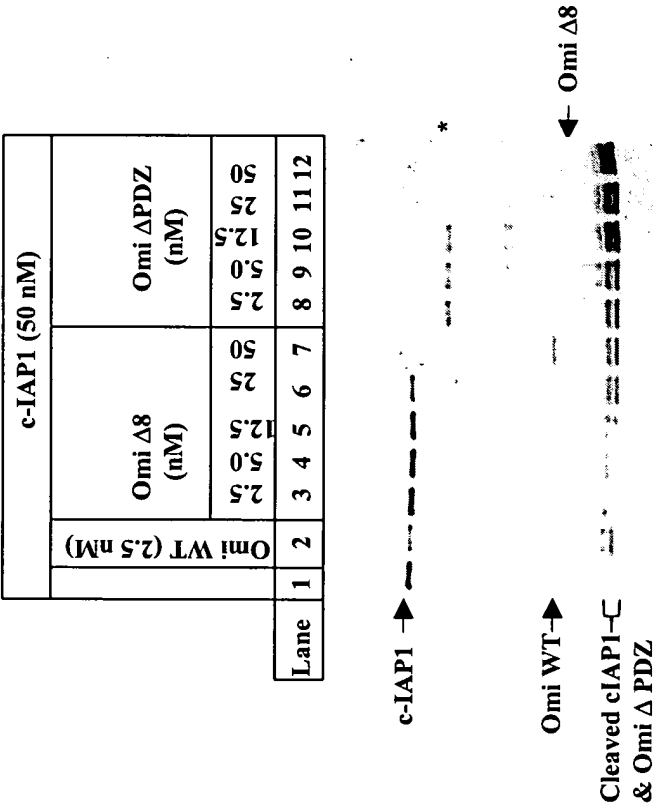 c-IAP1 (50 nM)
Omi WT (2.5 nM)
Omi Δ8
(nM)
Omi ΔPDZ
(nM)
2.5 5.0 12.5 25 50 2.5 5.0 12.5 25 50
Lane 1 2 3 4 5 6 7 8 9 10 11 12
c-IAP1
*
Omi WT
Omi Δ8
Cleaved cIAP1
& Omi Δ PDZ